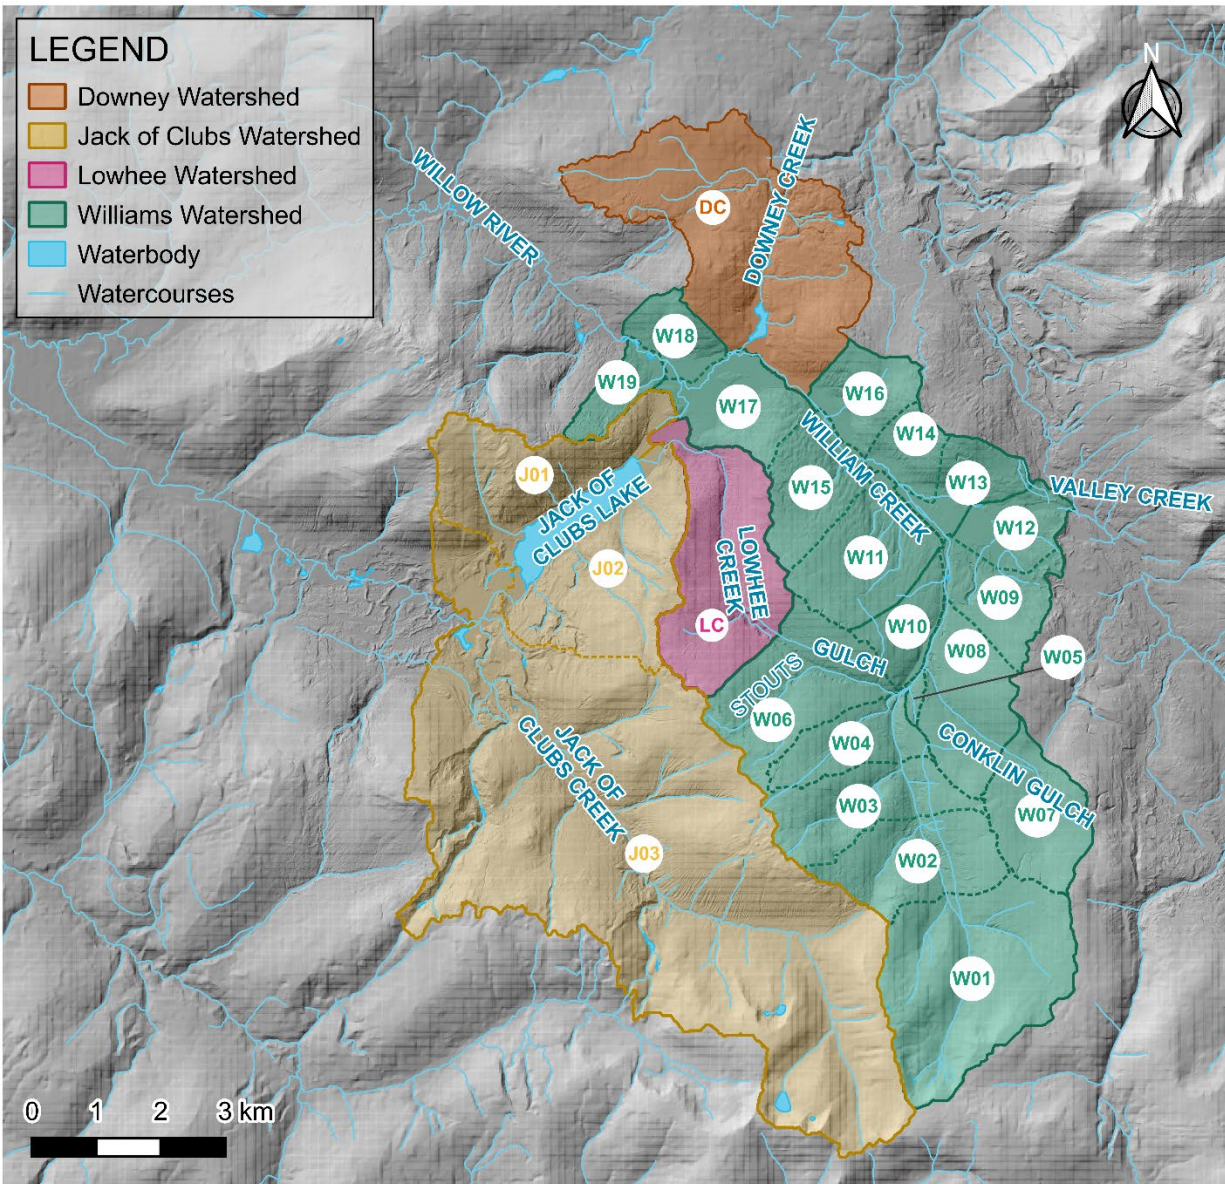 LEGEND
Downey Watershed
Jack of Clubs Watershed
Lowhee Watershed
Williams Watershed
Waterbody
Watercourses
N
WILLOW RIVER
DOWNEY CREEK
DC
W18
W19
W17
W16
W14
WILLIAM CREEK
W13
VALLEY CREEK
W12
J01
JACK OF
CLUBS LAKE
W15
J02
LOWHEE
CREEK
W11
W09
LC
W10
GULCH
W08
W05
STOUTS
W06
W04
CONKLIN GULCH
JACK OF
CLUBS CREEK
W03
W07
J03
W02
W01
0 1 2 3 km